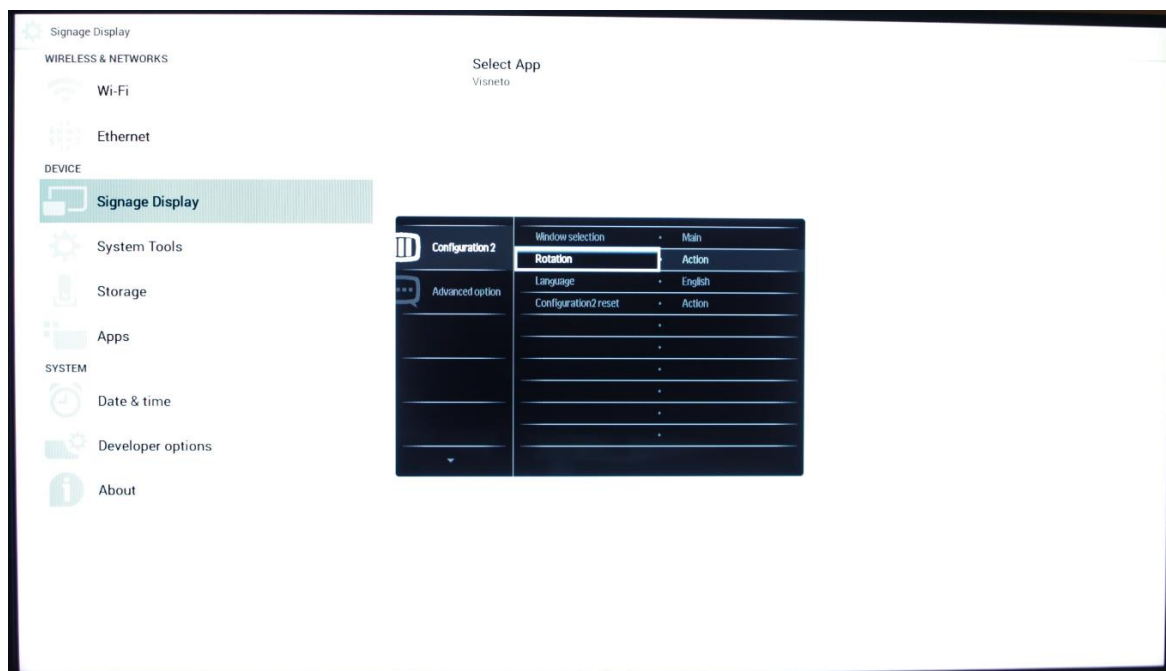 Signage Display
WIRELESS & NETWORKS
Wi-Fi
Ethernet
DEVICE
Signage Display
System Tools
Storage
Apps
SYSTEM
Date & time
Developer options
About
Select App
Visneto
Configuration 2
Advanced option
Window selection • Main
Rotation Action
Language • English
Configuration2 reset • Action